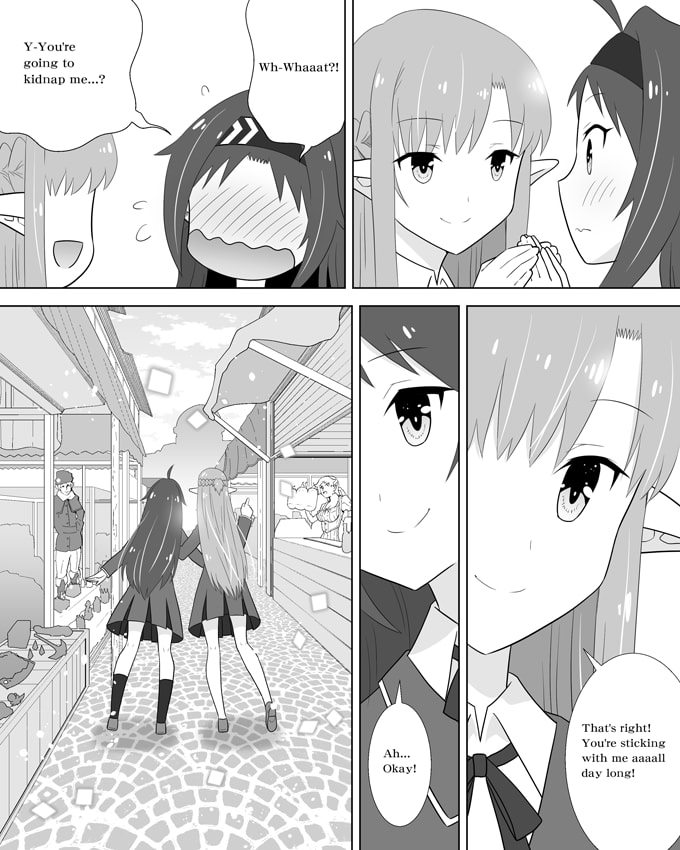 Wh-Whaaat?!
Y-You're
going to
kidnap me...?
That's right!
You're sticking
with me aaaall
day long!
Ah...
Okay!